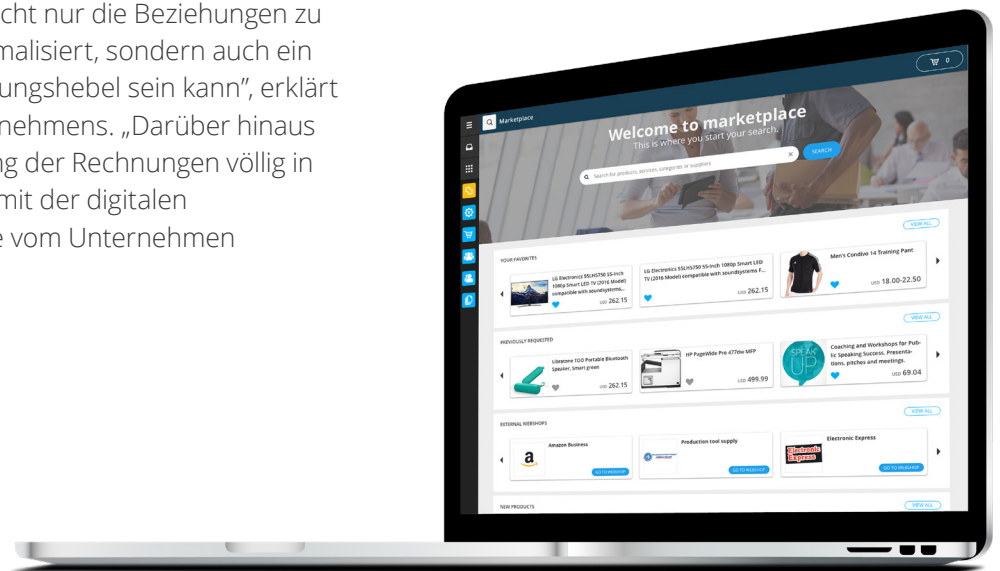 cht nur die Beziehungen zu
malisiert, sondern auch ein
ungshebel sein kann”, erklärt
nehmens. „Darüber hinaus
ng der Rechnungen völlig in
mit der digitalen
e vom Unternehmen
0
Marketplace
Welcome to marketplace
This is where you start your search.
Search for products, services, categories or suppliers
SEARCH
VIEW ALL
YOUR FAVORITES
LG Electronics 55LH5750 55-Inch
1080p Smart LED TV (2016 Model)
compatible with soundsystems,..
USD 262.15
LG Electronics 55LH5750 55-Inch 1080p Smart LED
TV (2016 Model) compatible with soundsystems F...
USD 262.15
Men's Condivo 14 Training Pant
USD 18.00-22.50
VIEW ALL
PREVIOUSLY REQUESTED
Libratone TOO Portable Bluetooth
Speaker, Smart green
USD 262.15
HP PageWide Pro 477dw MFP
USD 499.99
SPEAK
UP
Coaching and Workshops for Pub-
lic Speaking Success, Presenta-
tions, pitches and meetings.
USD 69.04
VIEW ALL
EXTERNAL WEBSHOPS
a
Amazon Business
GO TO WEBSHOP
Production tool supply
GO TO WEBSHOP
Electronic
Express
Electronic Express
GO TO WEBSHOP
VIEW ALL
NEW PRODUCTS